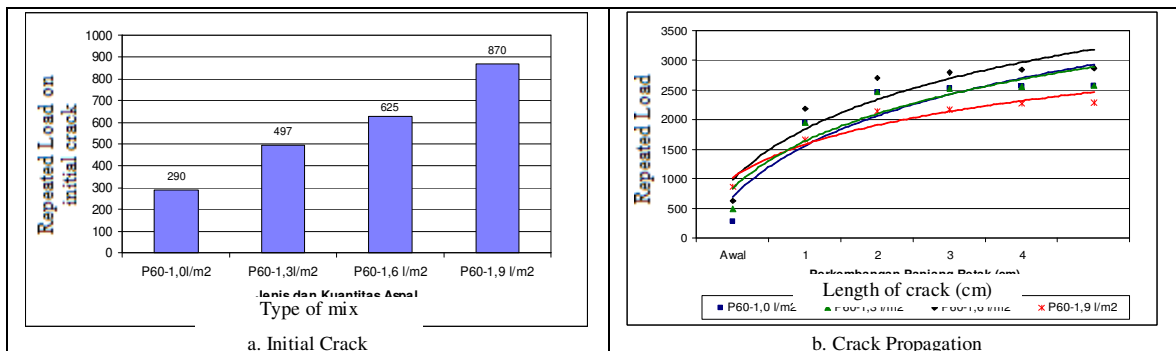 1000
900
800
700
600
500
400
300
200
100
0
Repeated Load on
initial crack
290
497
625
870
P60-1,0l/m2
P60-1,3l/m2
P60-1,6 l/m2
P60-1,9 l/m2
Jenis dan Kuantitas Aspal
Type of mix
a. Initial Crack
3500
3000
2500
2000
1500
1000
500
0
Repeated Load
Awal
1
2
3
4
Perkembangan Panjang Retak (cm)
Length of crack (cm)
P60-1,0 l/m2
P60-1,3 l/m2
P60-1,6 l/m2
P60-1,9 l/m2
b. Crack Propagation